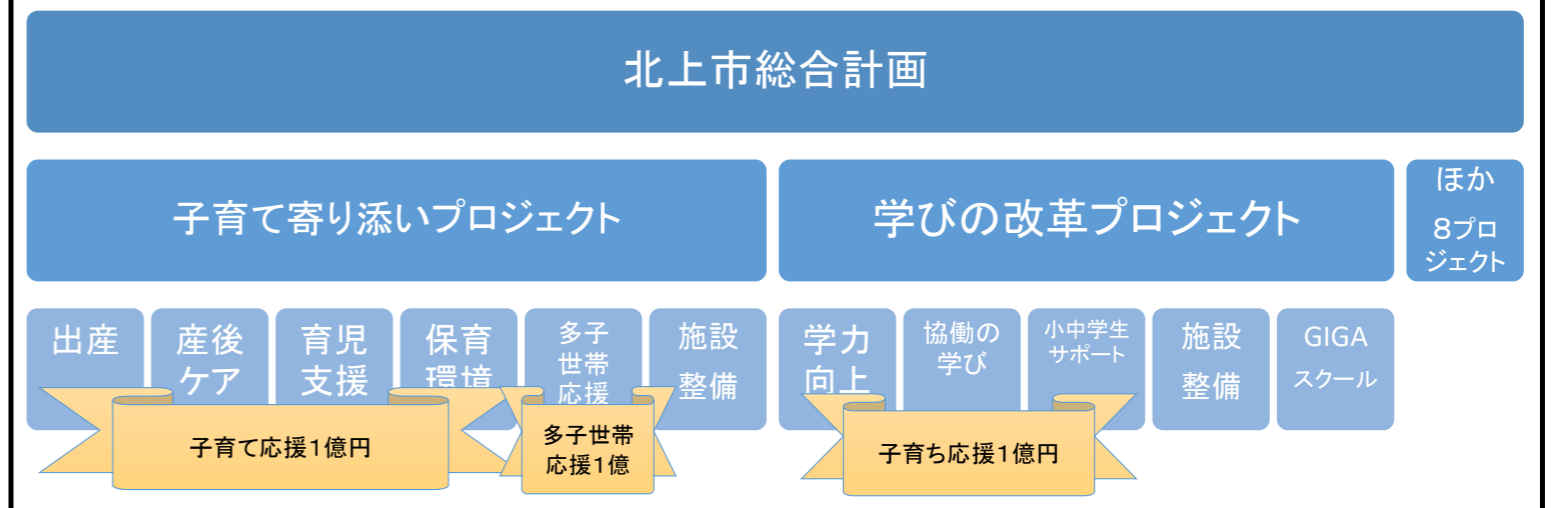 北上市総合計画
子育て寄り添いプロジェクト
学びの改革プロジェクト
ほか
８プロ
ジェクト
出産
産後
ケア
育児
支援
保育
環境
多子
世帯
応援
施設
整備
学力
向上
協働の
学び
小中学生
サポート
施設
整備
GIGA
スクール
子育て応援１億円
多子世帯
応援１億
子育ち応援１億円